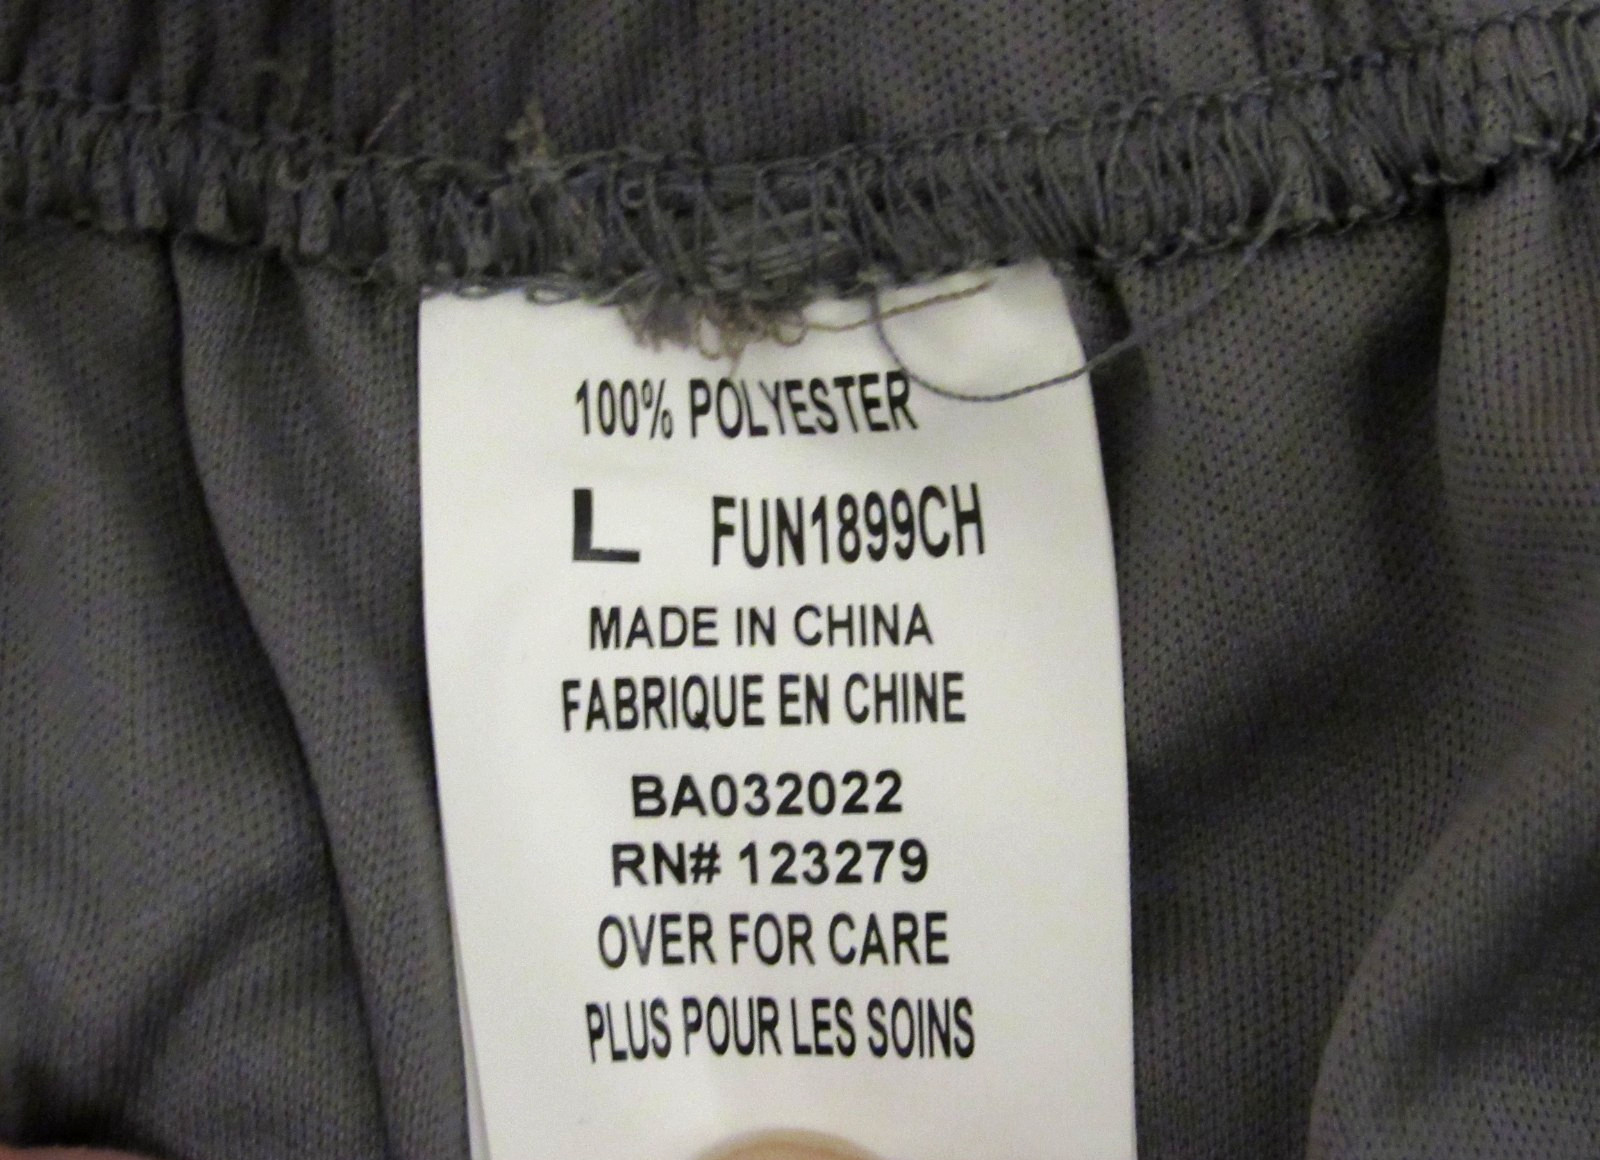 100% POLYESTER
L FUN1899CH
MADE IN CHINA
FABRIQUE EN CHINE
BA032022
RN# 123279
OVER FOR CARE
PLUS POUR LES SOINS